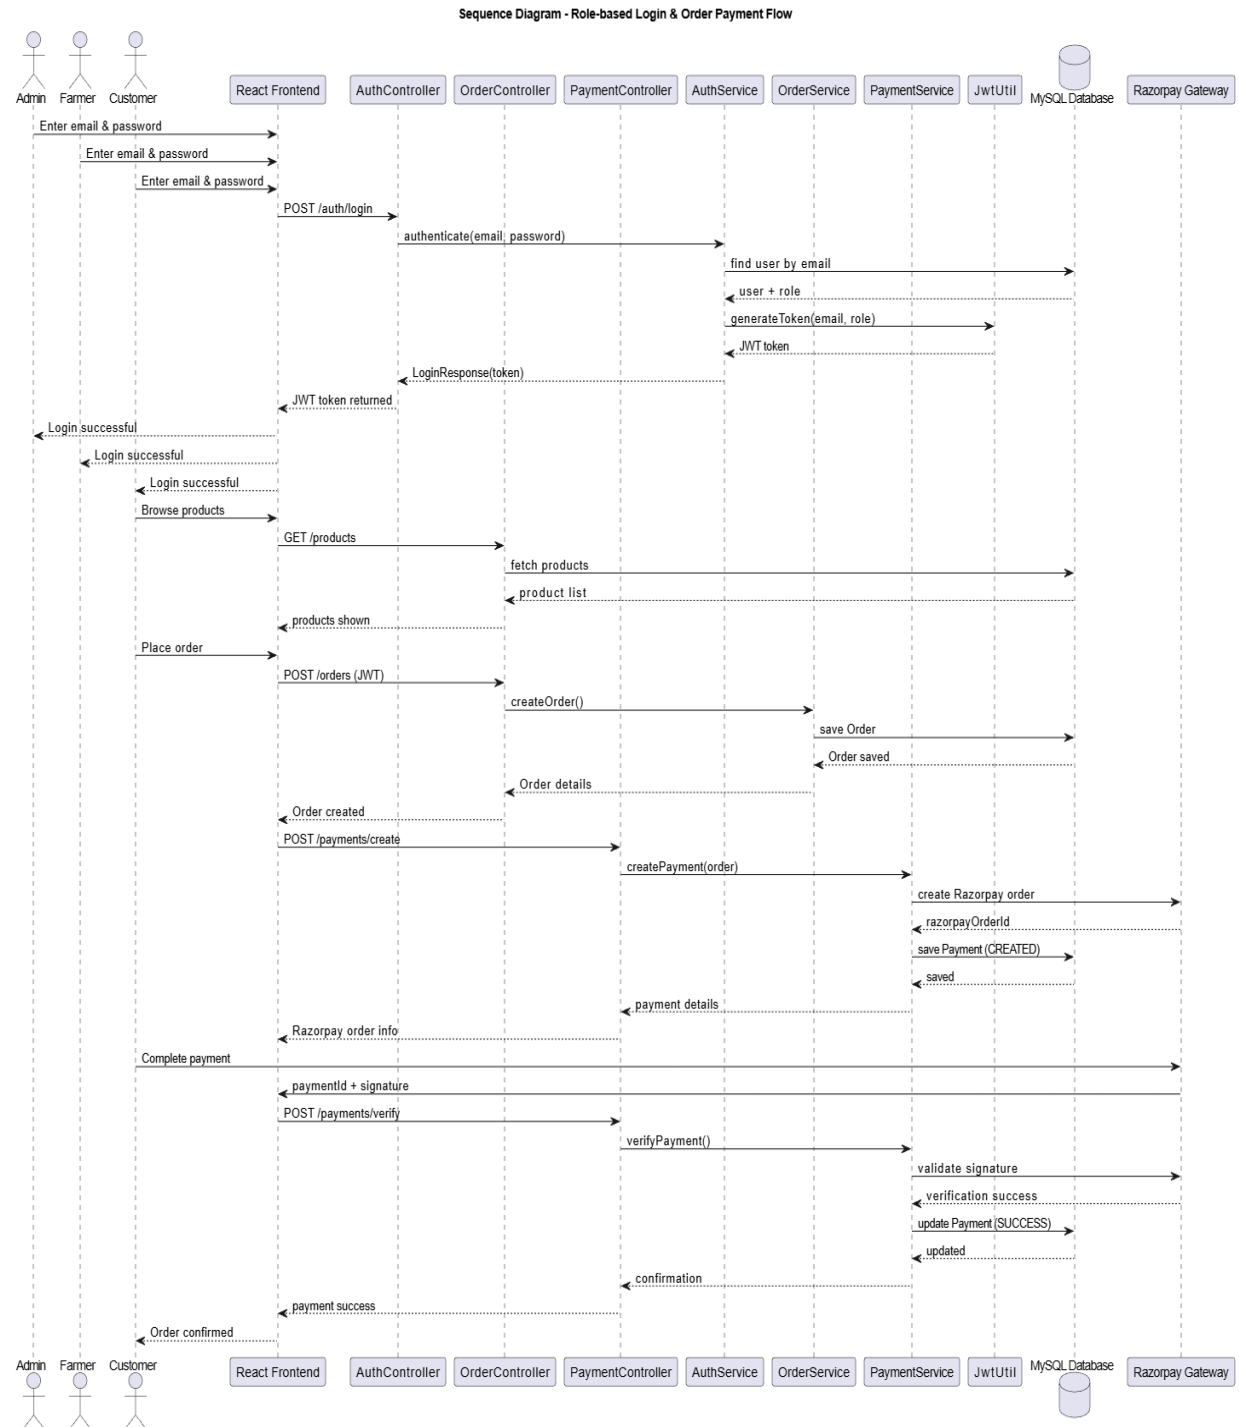 Sequence Diagram - Role-based Login & Order Payment Flow
Admin
Farmer
Customer
React Frontend
AuthController
OrderController
PaymentController
AuthService
OrderService
PaymentService
JwtUtil
MySQL Database
Razorpay Gateway
Enter email & password
Enter email & password
Enter email & password
POST /auth/login
authenticate(email, password)
find user by email
user + role
generateToken(email, role)
JWT token
LoginResponse(token)
JWT token returned
Login successful
Login successful
Login successful
Browse products
GET /products
fetch products
product list
products shown
Place order
POST /orders (JWT)
createOrder()
save Order
Order saved
Order details
Order created
POST /payments/create
createPayment(order)
create Razorpay order
razorpayOrderId
save Payment (CREATED)
saved
payment details
Razorpay order info
Complete payment
paymentId + signature
POST /payments/verify
verifyPayment()
validate signature
verification success
update Payment (SUCCESS)
updated
confirmation
payment success
Order confirmed
Admin
Farmer
Customer
React Frontend
AuthController
OrderController
PaymentController
AuthService
OrderService
PaymentService
JwtUtil
MySQL Database
Razorpay Gateway